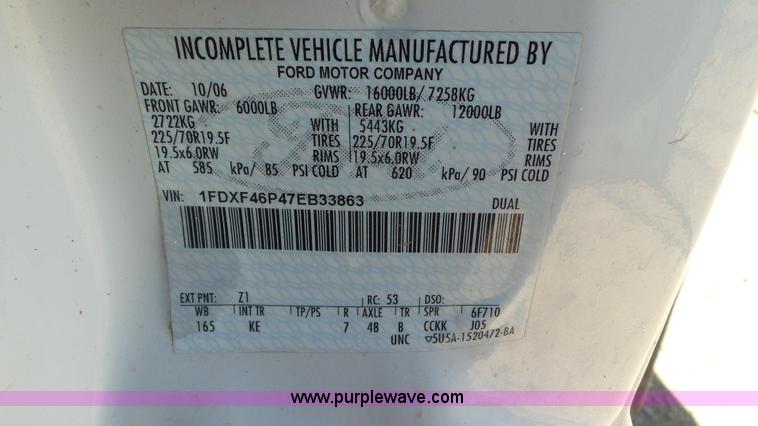 INCOMPLETE VEHICLE MANUFACTURED BY
FORD MOTOR COMPANY
DATE: 10/06 GVWR: 16000LB/ 7258KG
FRONT GAWR: 6000LB REAR GAWR: 12000LB
2722KG WITH 5443KG WITH
225/70R19.5F TIRES 225/70R19.5F TIRES
19.5x6.0RW RIMS 19.5x6.0RW RIMS
AT 585 kPa/ 85 PSI COLD AT 620 kPa/ 90 PSI COLD
VIN: 1FDXF46P47EB33863 DUAL
EXT PNT: Z1 RC: 53 DSO:
WB INT TR TP/PS R AXLE TR SPR 6F710
165 KE 7 48 B CCKK J05
UNC ▽5U5A-1520472-BA
www.purplewave.com